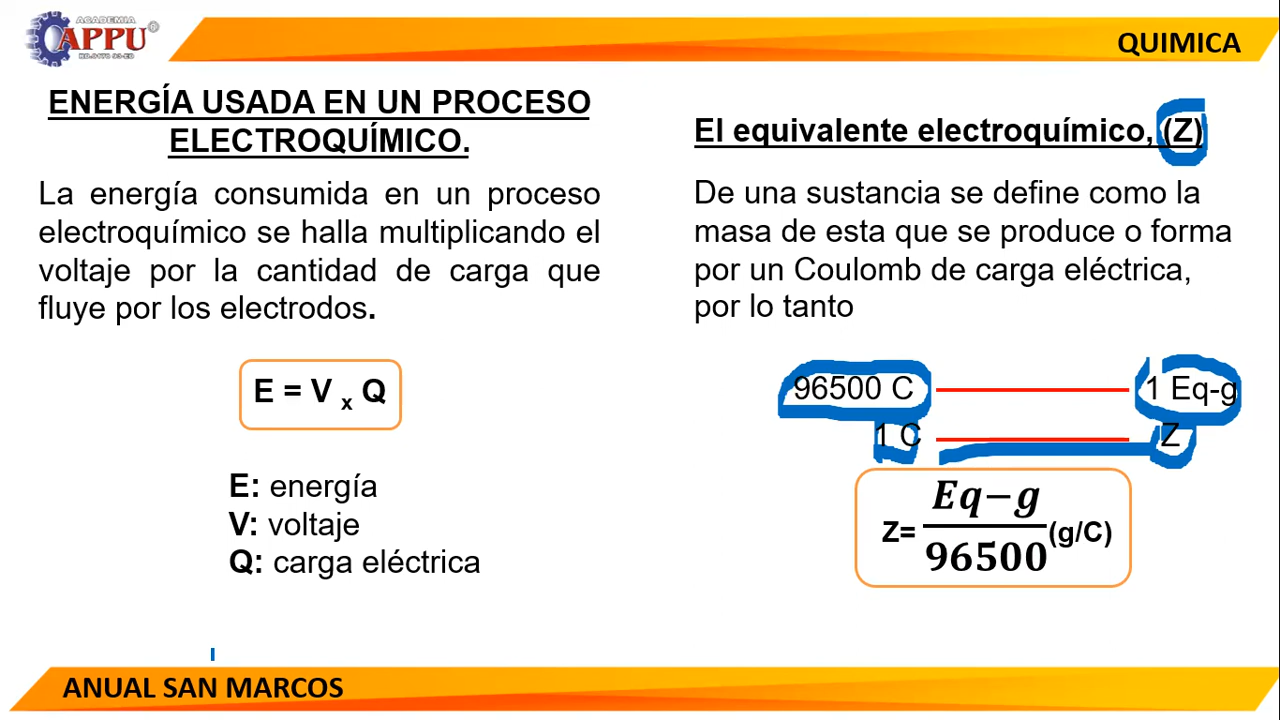 ACADEMIA
APPU®
QUIMICA
ENERGÍA USADA EN UN PROCESO
ELECTROQUÍMICO.
La energía consumida en un proceso
electroquímico se halla multiplicando el
voltaje por la cantidad de carga que
fluye por los electrodos.
E = V x Q
E: energía
V: voltaje
Q: carga eléctrica
El equivalente electroquímico, (Z)
De una sustancia se define como la
masa de esta que se produce o forma
por un Coulomb de carga eléctrica,
por lo tanto
96500 C 1 Eq-g
1 C Z
Eq−g
Z= (g/C)
96500
ANUAL SAN MARCOS